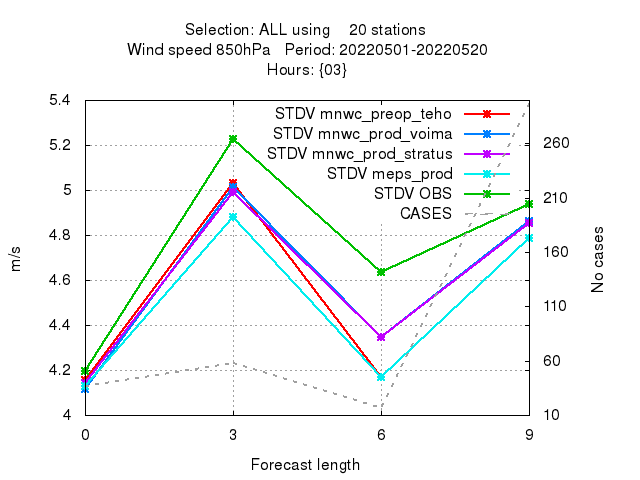 Selection: ALL using 20 stations
Wind speed 850hPa Period: 20220501-20220520
Hours: {03}
STDV mnwc_preop_teho
STDV mnwc_prod_voima
STDV mnwc_prod_stratus
STDV meps_prod
STDV OBS
CASES
5.4
5.2
5
4.8
4.6
4.4
4.2
4
m/s
260
210
160
110
60
10
No cases
0 3 6 9
Forecast length